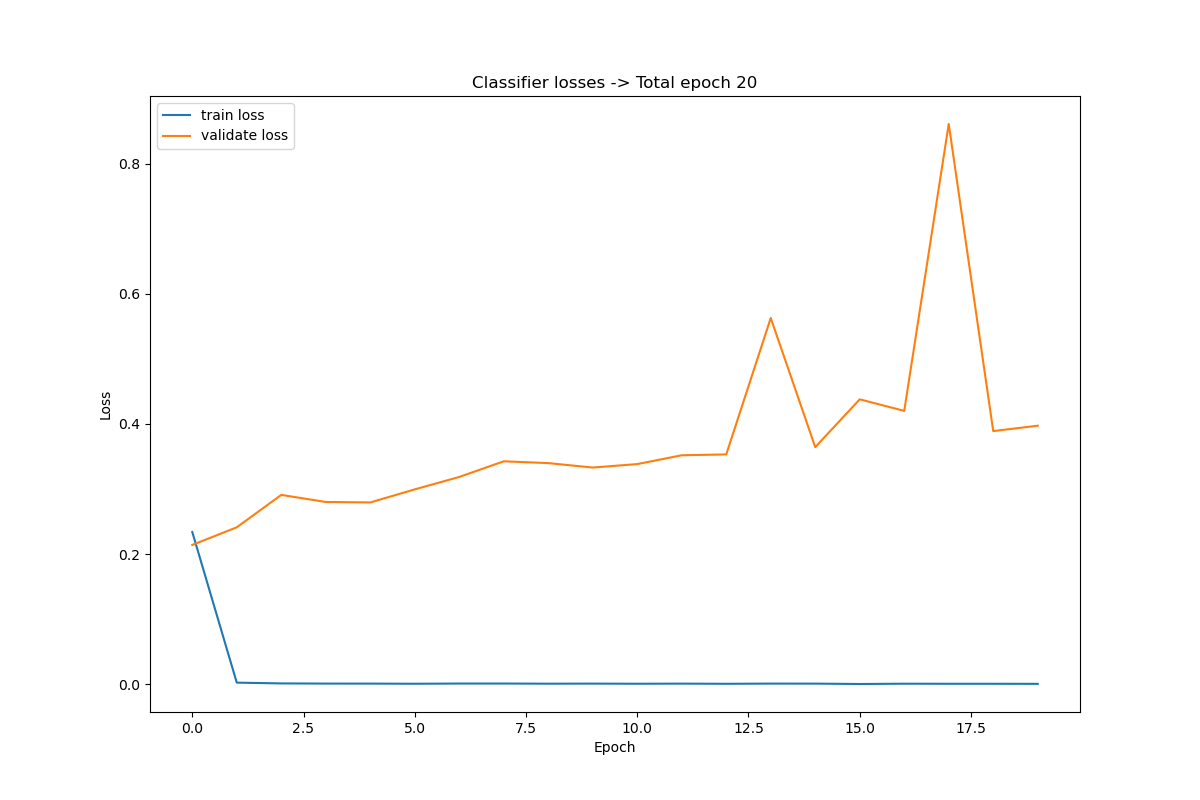 Classifier losses -> Total epoch 20
train loss
validate loss
0.8
0.6
0.4
0.2
0.0
Loss
0.0 2.5 5.0 7.5 10.0 12.5 15.0 17.5
Epoch